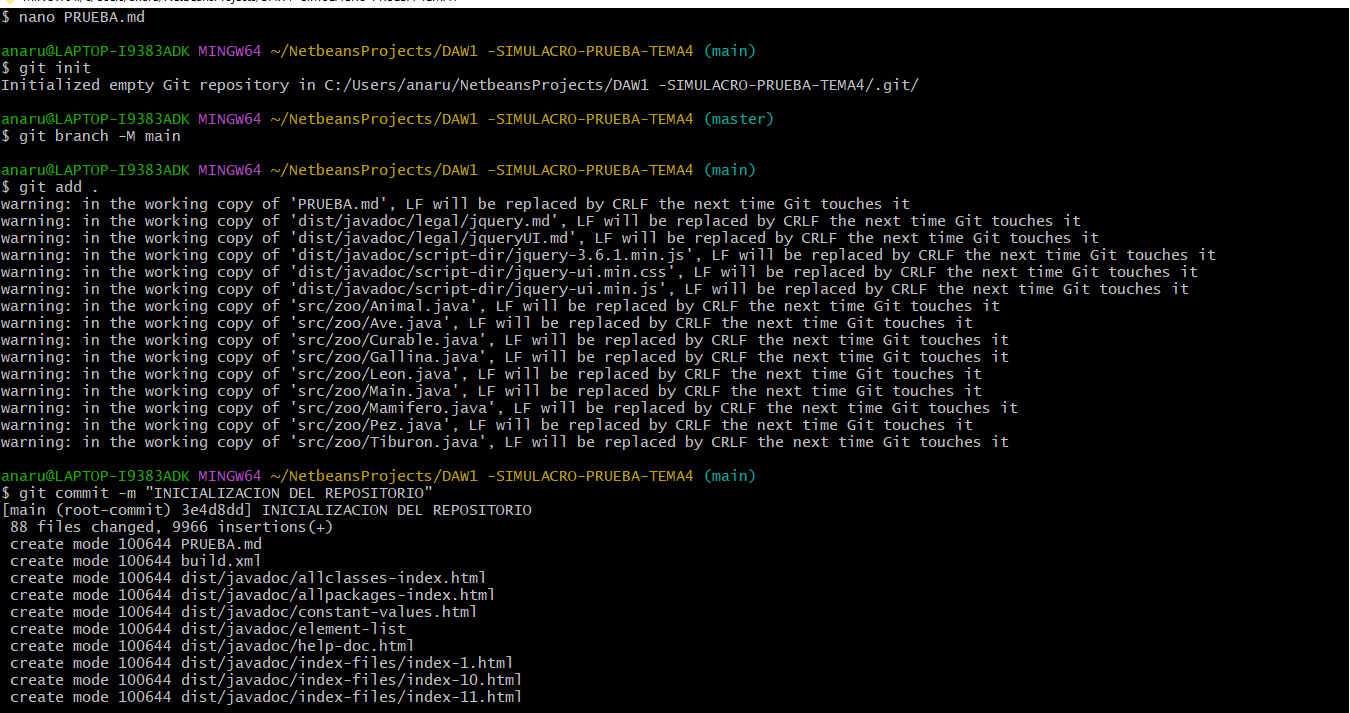 $ nano PRUEBA.md
anaru@LAPTOP-I9383ADK MINGW64 ~/NetbeansProjects/DAW1 -SIMULACRO-PRUEBA-TEMA4 (main)
$ git init
Initialized empty Git repository in C:/Users/anaru/NetbeansProjects/DAW1 -SIMULACRO-PRUEBA-TEMA4/.git/
anaru@LAPTOP-I9383ADK MINGW64 ~/NetbeansProjects/DAW1 -SIMULACRO-PRUEBA-TEMA4 (master)
$ git branch -M main
anaru@LAPTOP-I9383ADK MINGW64 ~/NetbeansProjects/DAW1 -SIMULACRO-PRUEBA-TEMA4 (main)
$ git add .
warning: in the working copy of 'PRUEBA.md', LF will be replaced by CRLF the next time Git touches it
warning: in the working copy of 'dist/javadoc/legal/jquery.md', LF will be replaced by CRLF the next time Git touches it
warning: in the working copy of 'dist/javadoc/legal/jqueryUI.md', LF will be replaced by CRLF the next time Git touches it
warning: in the working copy of 'dist/javadoc/script-dir/jquery-3.6.1.min.js', LF will be replaced by CRLF the next time Git touches it
warning: in the working copy of 'dist/javadoc/script-dir/jquery-ui.min.css', LF will be replaced by CRLF the next time Git touches it
warning: in the working copy of 'dist/javadoc/script-dir/jquery-ui.min.js', LF will be replaced by CRLF the next time Git touches it
warning: in the working copy of 'src/zoo/Animal.java', LF will be replaced by CRLF the next time Git touches it
warning: in the working copy of 'src/zoo/Ave.java', LF will be replaced by CRLF the next time Git touches it
warning: in the working copy of 'src/zoo/Curable.java', LF will be replaced by CRLF the next time Git touches it
warning: in the working copy of 'src/zoo/Gallina.java', LF will be replaced by CRLF the next time Git touches it
warning: in the working copy of 'src/zoo/Leon.java', LF will be replaced by CRLF the next time Git touches it
warning: in the working copy of 'src/zoo/Main.java', LF will be replaced by CRLF the next time Git touches it
warning: in the working copy of 'src/zoo/Mamifero.java', LF will be replaced by CRLF the next time Git touches it
warning: in the working copy of 'src/zoo/Pez.java', LF will be replaced by CRLF the next time Git touches it
warning: in the working copy of 'src/zoo/Tiburon.java', LF will be replaced by CRLF the next time Git touches it
anaru@LAPTOP-I9383ADK MINGW64 ~/NetbeansProjects/DAW1 -SIMULACRO-PRUEBA-TEMA4 (main)
$ git commit -m "INICIALIZACION DEL REPOSITORIO"
[main (root-commit) 3e4d8dd] INICIALIZACION DEL REPOSITORIO
 88 files changed, 9966 insertions(+)
 create mode 100644 PRUEBA.md
 create mode 100644 build.xml
 create mode 100644 dist/javadoc/allclasses-index.html
 create mode 100644 dist/javadoc/allpackages-index.html
 create mode 100644 dist/javadoc/constant-values.html
 create mode 100644 dist/javadoc/element-list
 create mode 100644 dist/javadoc/help-doc.html
 create mode 100644 dist/javadoc/index-files/index-1.html
 create mode 100644 dist/javadoc/index-files/index-10.html
 create mode 100644 dist/javadoc/index-files/index-11.html